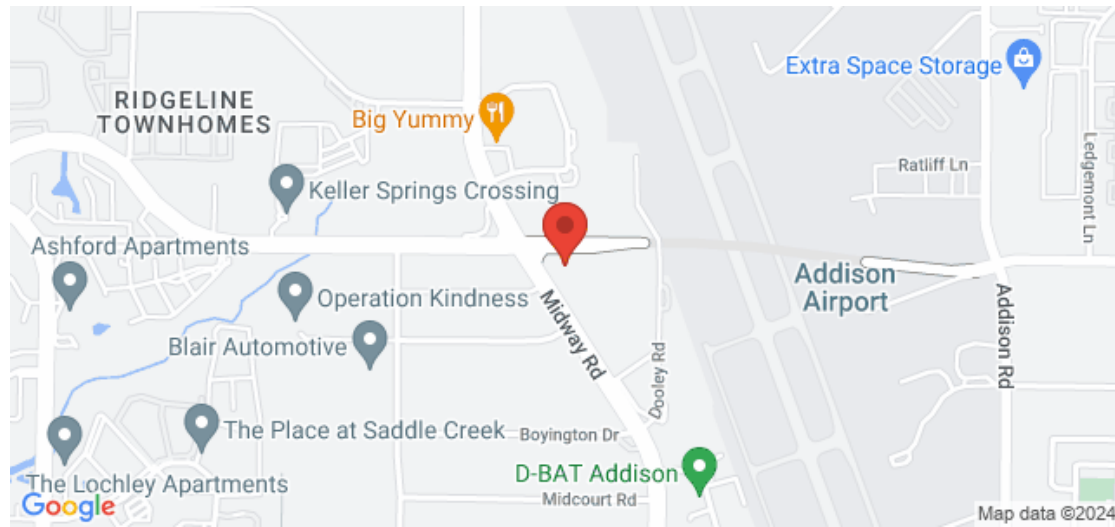 Extra Space Storage
RIDGELINE
TOWNHOMES
Big Yummy
Ratliff Ln
Ledgemont Ln
Keller Springs Crossing
Ashford Apartments
Addison
Airport
Operation Kindness
Midway Rd
Addison Rd
Blair Automotive
Dooley Rd
The Place at Saddle Creek
Boyington Dr
D-BAT Addison
The Lochley Apartments
Midcourt Rd
Google
Map data ©2024